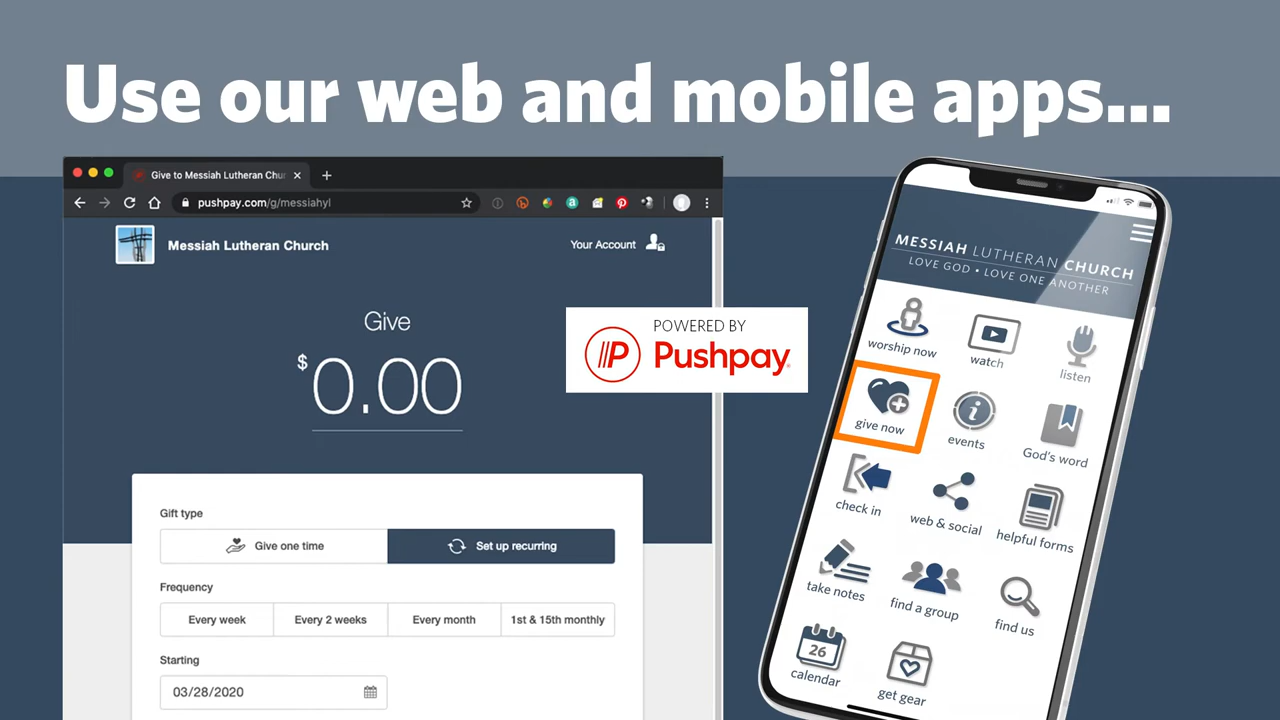 Use our web and mobile apps...
Give to Messiah Lutheran Chur
pushpay.com/g/messiahyl
Messiah Lutheran Church
Your Account
Give
$0.00
Gift type
Give one time
Set up recurring
Frequency
Every week
Every 2 weeks
Every month
1st & 15th monthly
Starting
03/28/2020
POWERED BY
Pushpay
MESSIAH LUTHERAN CHURCH
LOVE GOD • LOVE ONE ANOTHER
worship now
watch
listen
give now
events
God's word
check in
web & social
helpful forms
take notes
find a group
find us
26
calendar
get gear